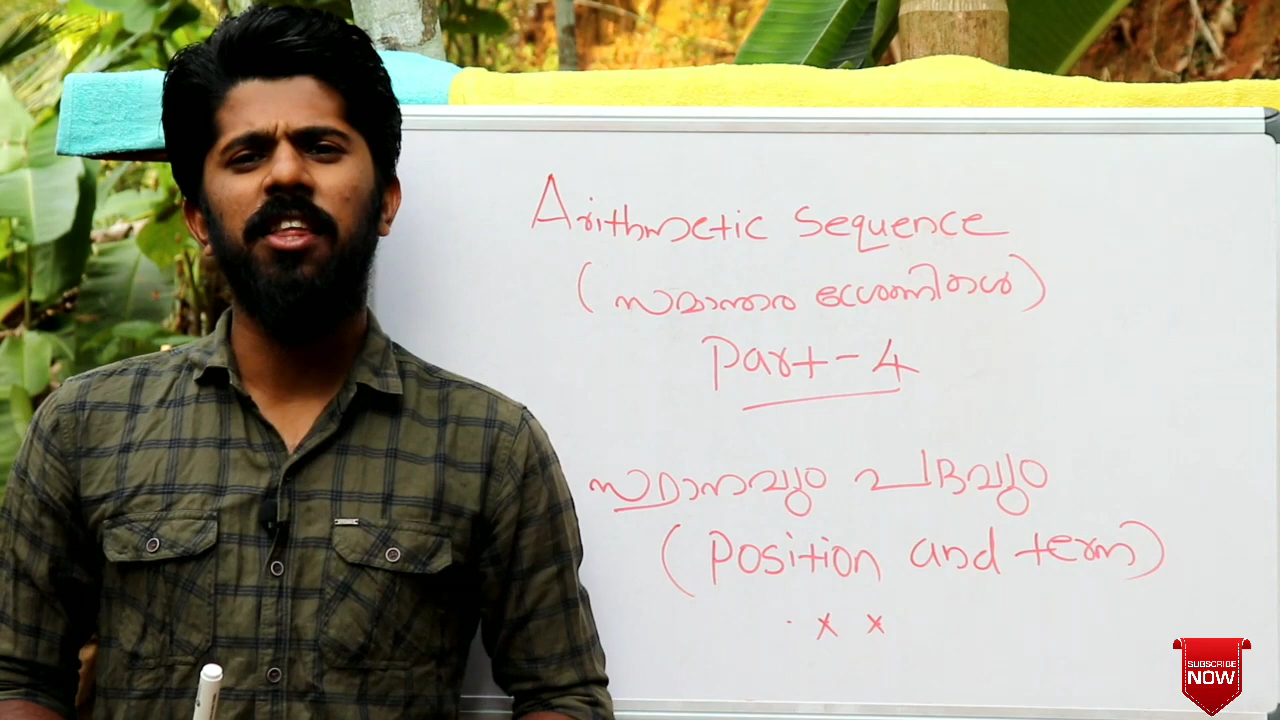 Arithmetic Sequence
(സമാന്തര ശ്രേണികൾ)
Part-4
സ്ഥാനവും പദവും
(Position and term)
x x
SUBSCRIBE
NOW